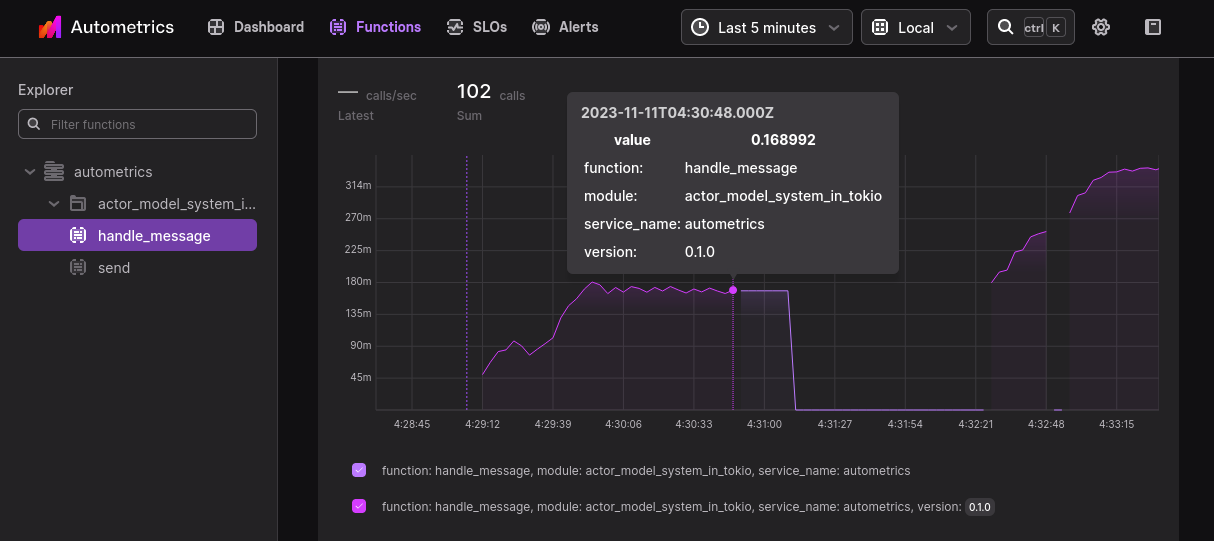 Autometrics Dashboard Functions SLOs Alerts Last 5 minutes Local ctrl K
Explorer
Filter functions
autometrics
actor_model_system_i...
handle_message
send
— calls/sec 102 calls
Latest Sum
2023-11-11T04:30:48.000Z
value 0.168992
function: handle_message
module: actor_model_system_in_tokio
service_name: autometrics
version: 0.1.0
314m
270m
225m
180m
135m
90m
45m
4:28:45 4:29:12 4:29:39 4:30:06 4:30:33 4:31:00 4:31:27 4:31:54 4:32:21 4:32:48 4:33:15
function: handle_message, module: actor_model_system_in_tokio, service_name: autometrics
function: handle_message, module: actor_model_system_in_tokio, service_name: autometrics, version: 0.1.0